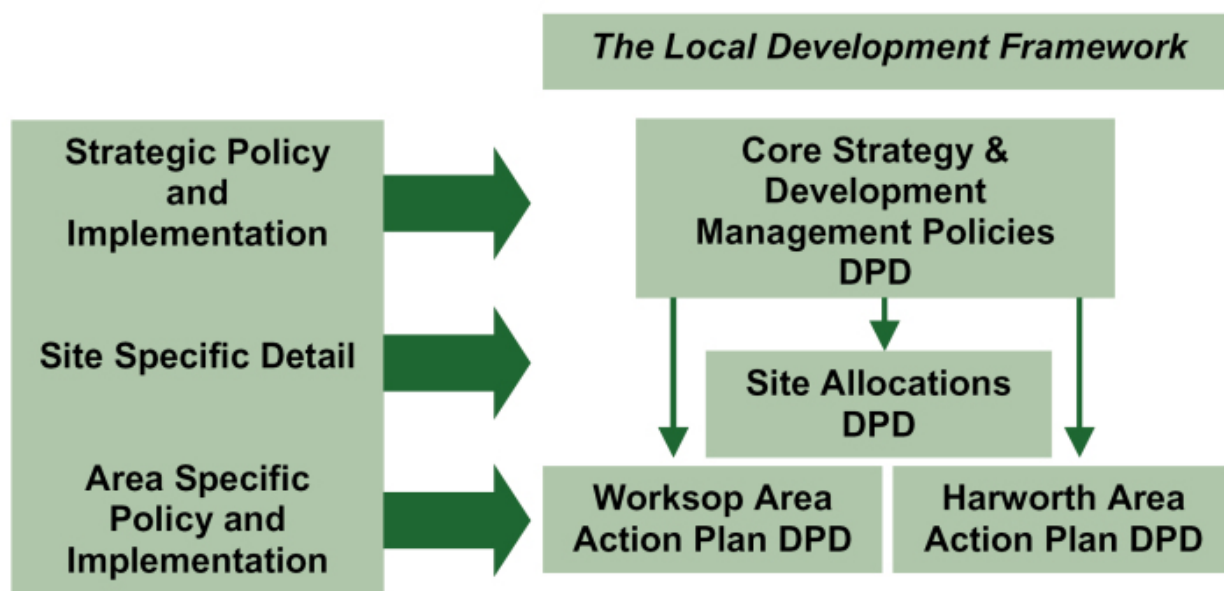 The Local Development Framework
Strategic Policy
and
Implementation
Site Specific Detail
Area Specific
Policy and
Implementation
Core Strategy &
Development
Management Policies
DPD
Site Allocations
DPD
Worksop Area
Action Plan DPD
Harworth Area
Action Plan DPD